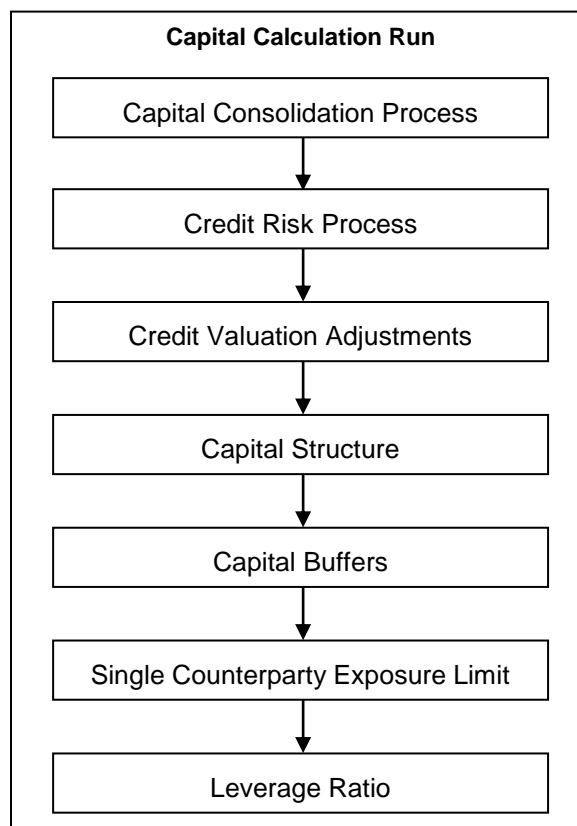 Capital Calculation Run
Capital Consolidation Process
Credit Risk Process
Credit Valuation Adjustments
Capital Structure
Capital Buffers
Single Counterparty Exposure Limit
Leverage Ratio